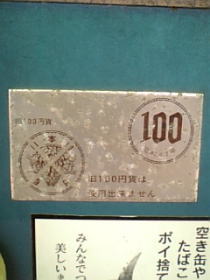 旧100円貨
100
旧100円貨は
使用出来ません
空き缶や
たばこ
ポイ捨て
みんなでつ
美しいま